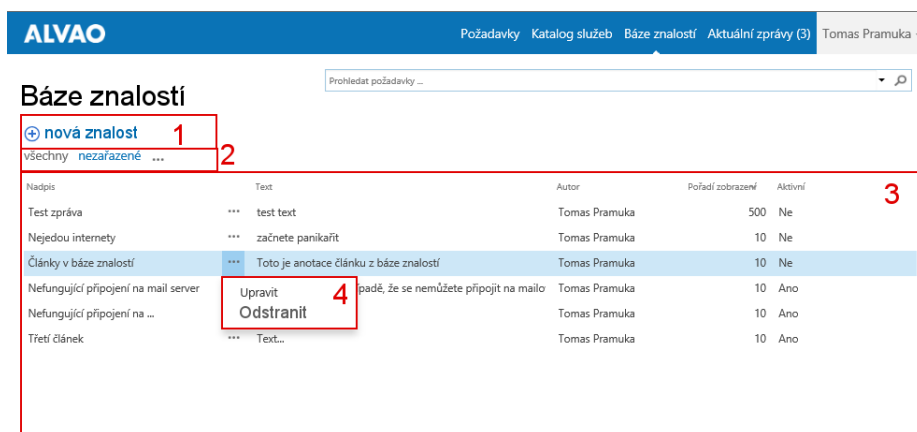 ALVAO Požadavky Katalog služeb Báze znalostí Aktuální zprávy (3) Tomas Pramuka
Prohledat požadavky ...
Báze znalostí
nová znalost 1
všechny nezařazené ... 2
Nadpis Text Autor Pořadí zobrazení Aktivní 3
Test zpráva ... test text Tomas Pramuka 500 Ne
Nejedou internety ... začnete panikařit Tomas Pramuka 10 Ne
Články v báze znalostí ... Toto je anotace článku z báze znalostí Tomas Pramuka 10 Ne
Nefungující připojení na mail server Upravit 4 řípadě, že se nemůžete připojit na mailo Tomas Pramuka 10 Ano
Nefungující připojení na ... Odstranit Tomas Pramuka 10 Ano
Třetí článek ... Text... Tomas Pramuka 10 Ano